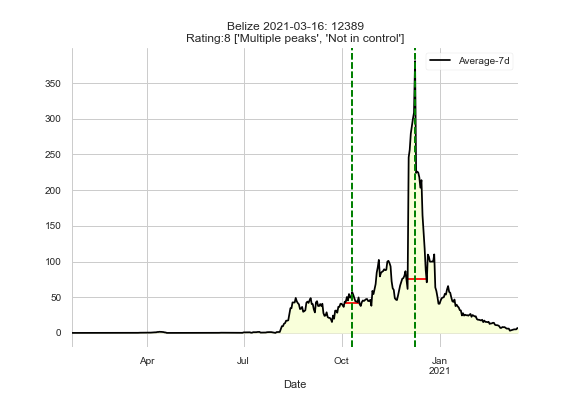 Belize 2021-03-16: 12389
Rating:8 ['Multiple peaks', 'Not in control']
Average-7d
350
300
250
200
150
100
50
0
Apr
Jul
Oct
Jan
2021
Date